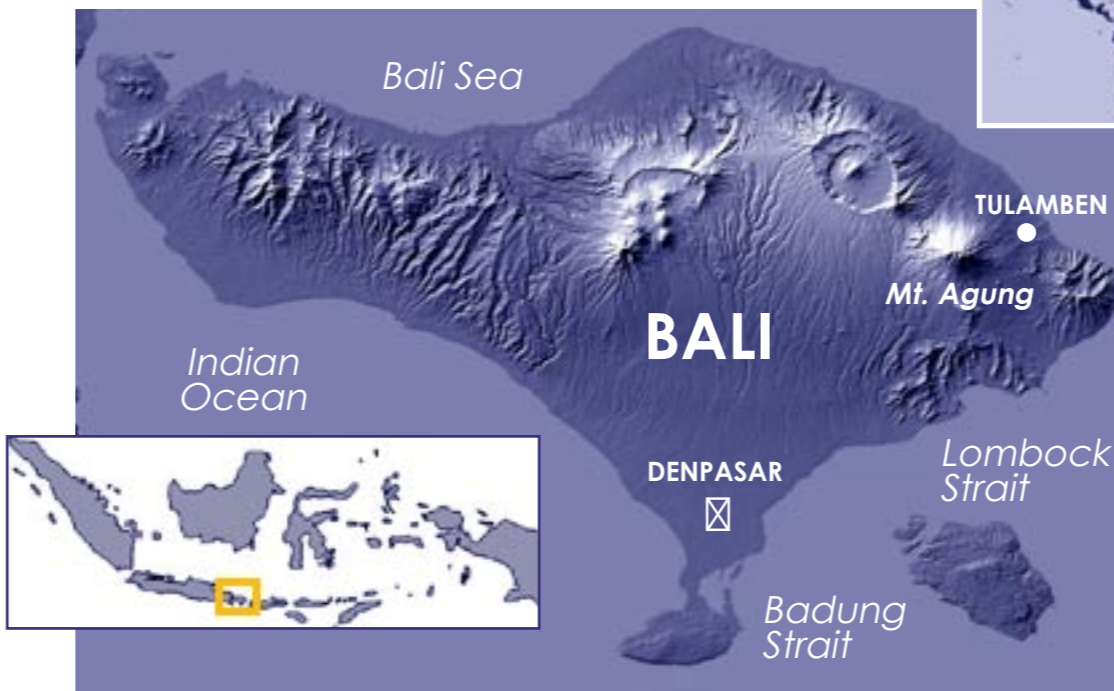 Bali Sea
TULAMBEN
Mt. Agung
BALI
Indian
Ocean
DENPASAR
Lombock
Strait
Badung
Strait